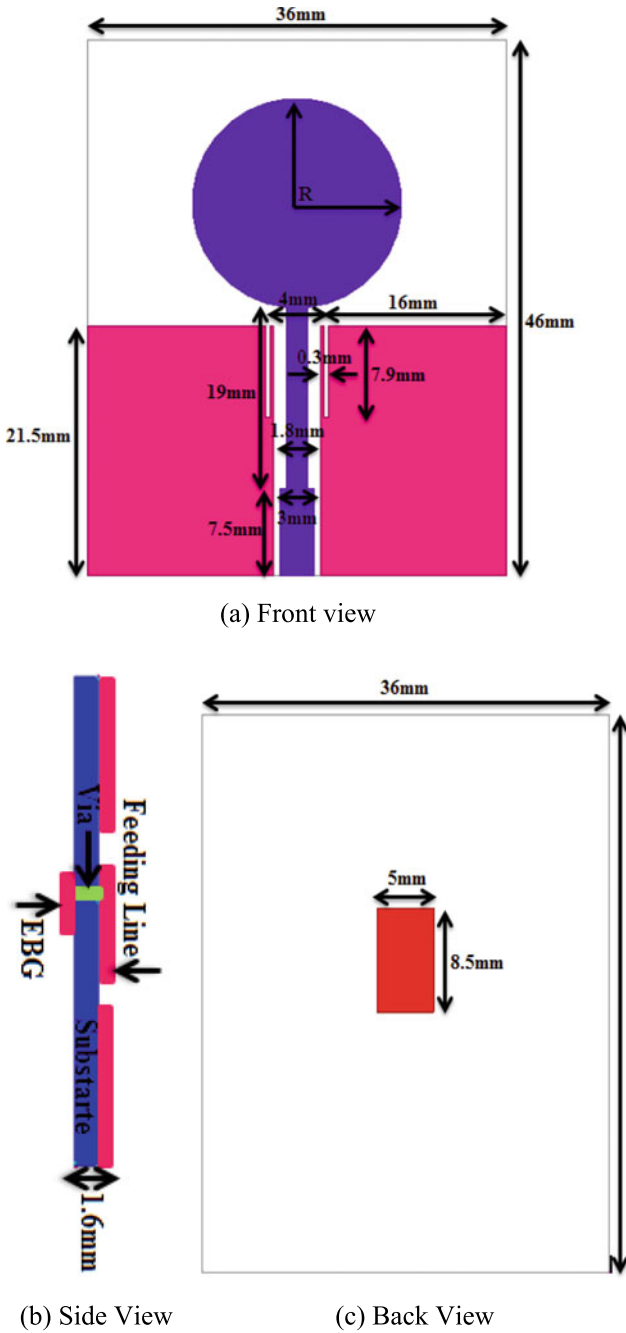 36mm
R
4mm
16mm
46mm
0.3mm
7.9mm
19mm
21.5mm
1.8mm
3mm
7.5mm
(a) Front view
36mm
Via
Feeding Line
EBG
5mm
8.5mm
Substarte
1.6mm
(b) Side View
(c) Back View